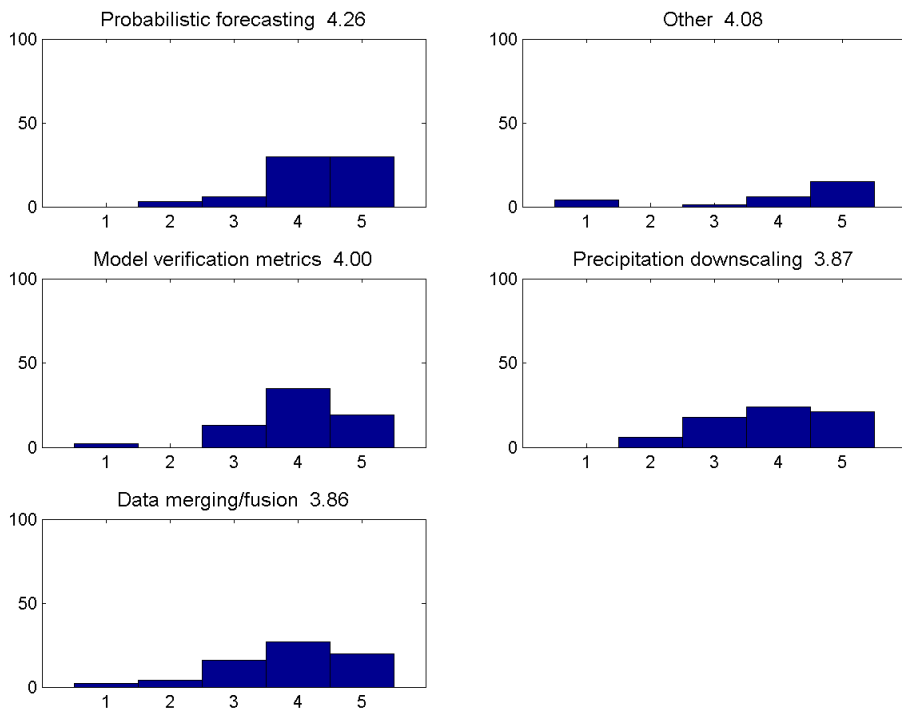 Probabilistic forecasting 4.26
100
50
0
1 2 3 4 5
Other 4.08
100
50
0
1 2 3 4 5
Model verification metrics 4.00
100
50
0
1 2 3 4 5
Precipitation downscaling 3.87
100
50
0
1 2 3 4 5
Data merging/fusion 3.86
100
50
0
1 2 3 4 5